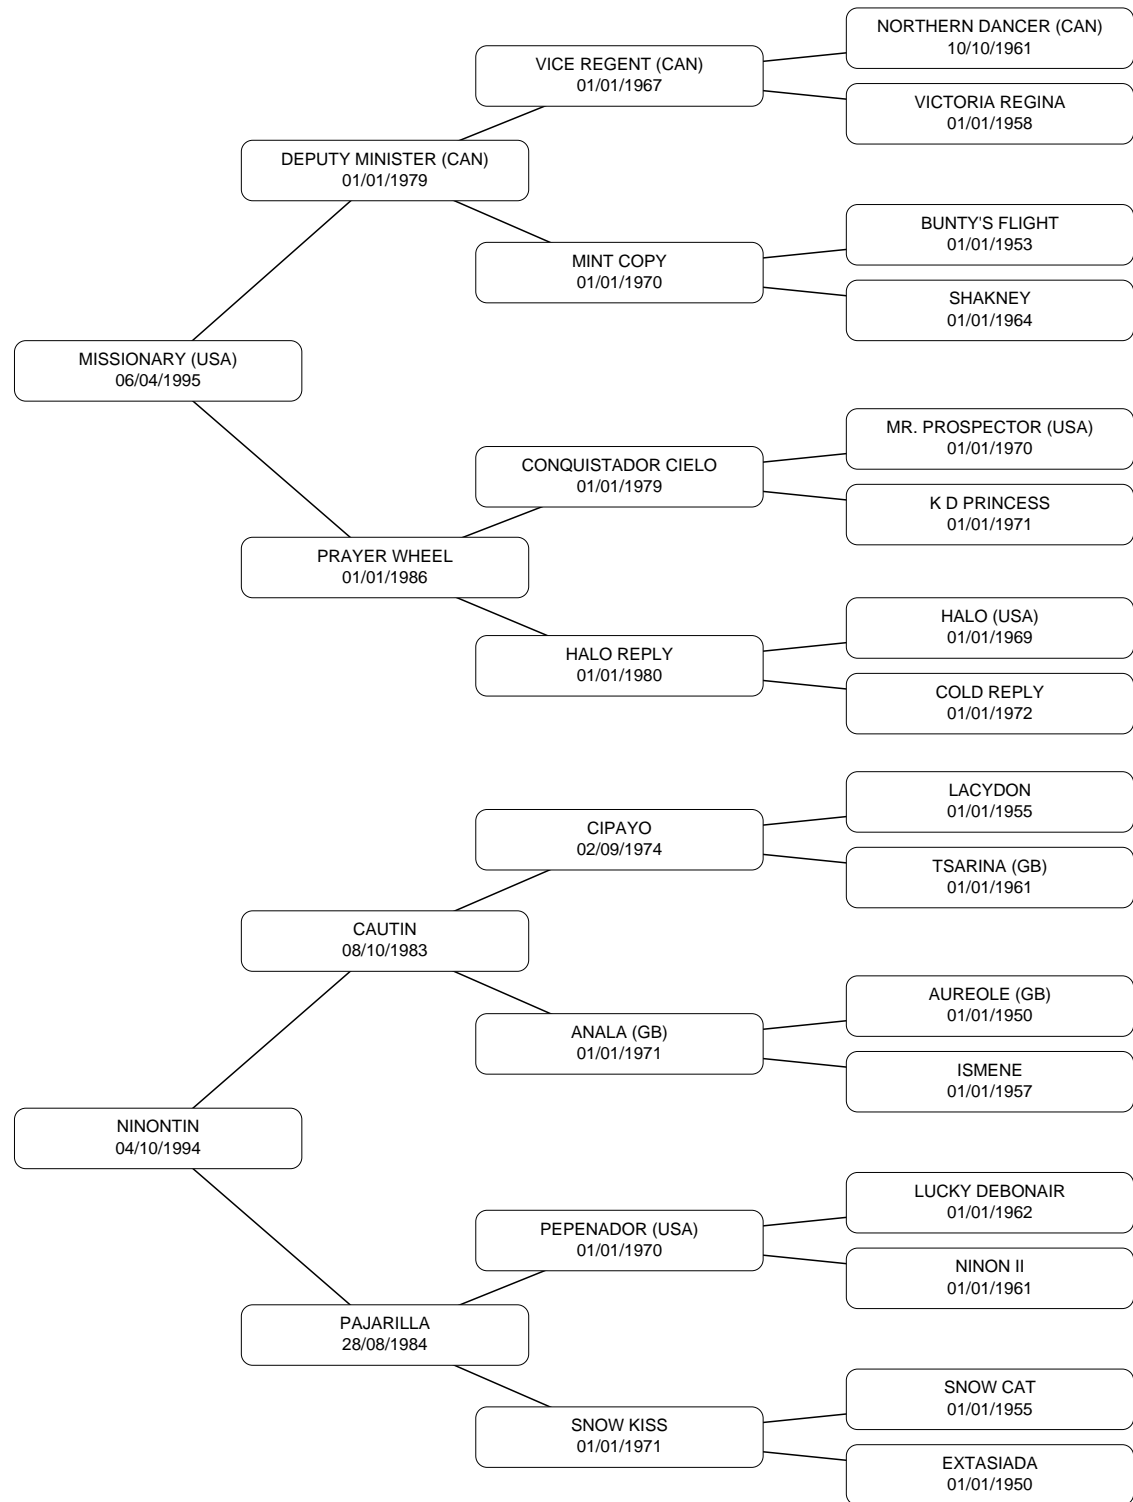 NORTHERN DANCER (CAN)
10/10/1961
VICE REGENT (CAN)
01/01/1967
VICTORIA REGINA
01/01/1958
DEPUTY MINISTER (CAN)
01/01/1979
BUNTY'S FLIGHT
01/01/1953
MINT COPY
01/01/1970
SHAKNEY
01/01/1964
MISSIONARY (USA)
06/04/1995
MR. PROSPECTOR (USA)
01/01/1970
CONQUISTADOR CIELO
01/01/1979
K D PRINCESS
01/01/1971
PRAYER WHEEL
01/01/1986
HALO (USA)
01/01/1969
HALO REPLY
01/01/1980
COLD REPLY
01/01/1972
LACYDON
01/01/1955
CIPAYO
02/09/1974
TSARINA (GB)
01/01/1961
CAUTIN
08/10/1983
AUREOLE (GB)
01/01/1950
ANALA (GB)
01/01/1971
ISMENE
01/01/1957
NINONTIN
04/10/1994
LUCKY DEBONAIR
01/01/1962
PEPENADOR (USA)
01/01/1970
NINON II
01/01/1961
PAJARILLA
28/08/1984
SNOW CAT
01/01/1955
SNOW KISS
01/01/1971
EXTASIADA
01/01/1950